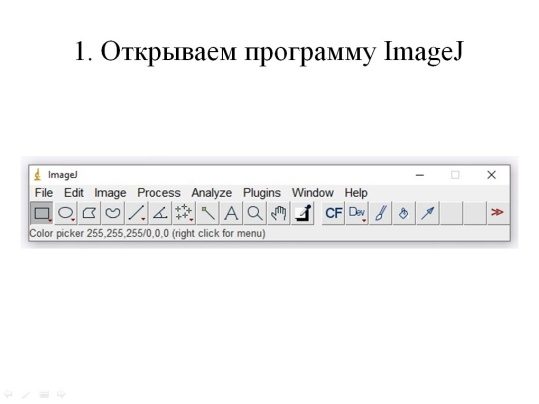 1. Открываем программу ImageJ
ImageJ
File Edit Image Process Analyze Plugins Window Help
A CF Dev
Color picker 255,255,255/0,0,0 (right click for menu)